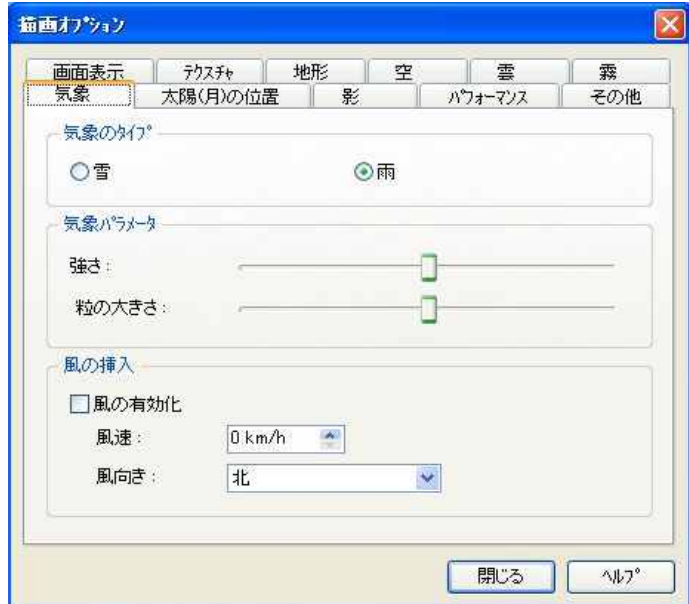 描画ｵﾌﾟｼｮﾝ
画面表示 ﾃｸｽﾁｬ 地形 空 雲 霧
気象 太陽(月)の位置 影 ﾊﾟﾌｫｰﾏﾝｽ その他
気象のﾀｲﾌﾟ
雪 雨
気象ﾊﾟﾗﾒｰﾀ
強さ：
粒の大きさ：
風の挿入
風の有効化
風速： 0 km/h
風向き： 北
閉じる ﾍﾙﾌﾟ